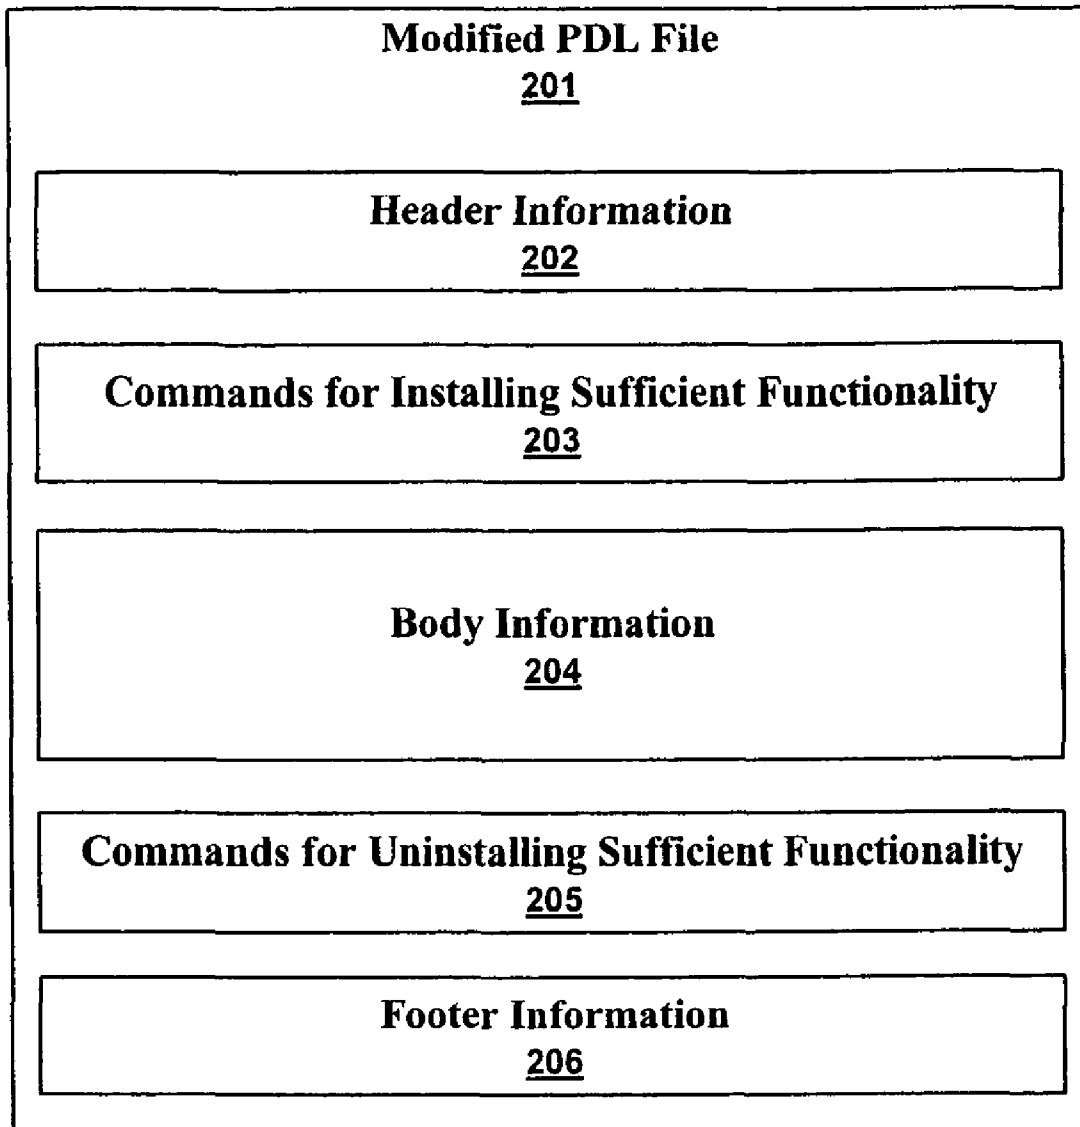 Modified PDL File
201
Header Information
202
Commands for Installing Sufficient Functionality
203
Body Information
204
Commands for Uninstalling Sufficient Functionality
205
Footer Information
206